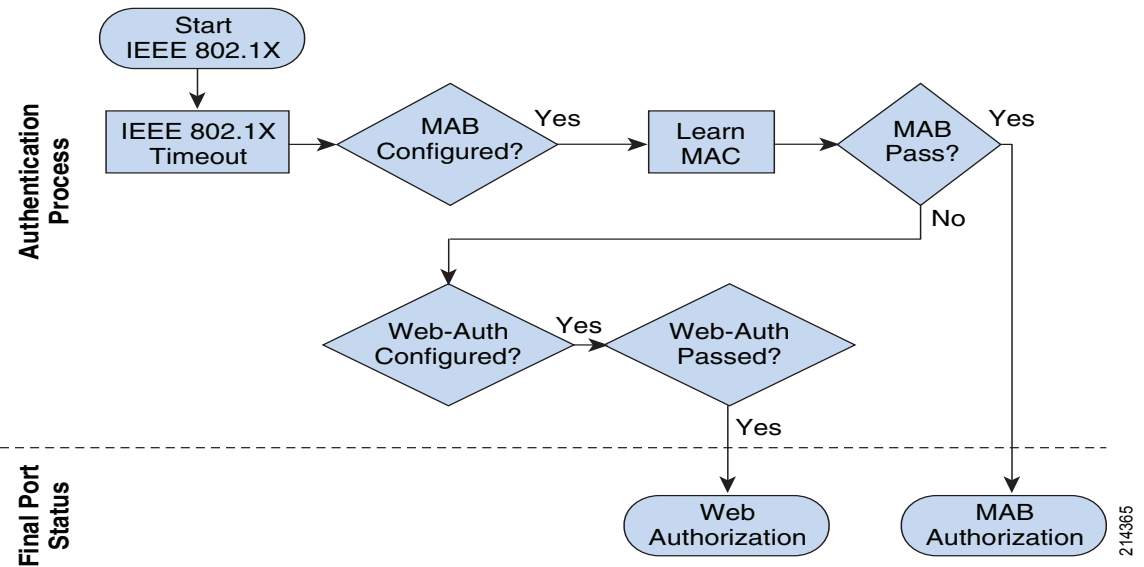 Start
IEEE 802.1X
Authentication
Process
IEEE 802.1X
Timeout
MAB
Configured?
Yes
Learn
MAC
MAB
Pass?
Yes
No
Web-Auth
Configured?
Yes
Web-Auth
Passed?
Yes
Final Port
Status
Web
Authorization
MAB
Authorization
214365